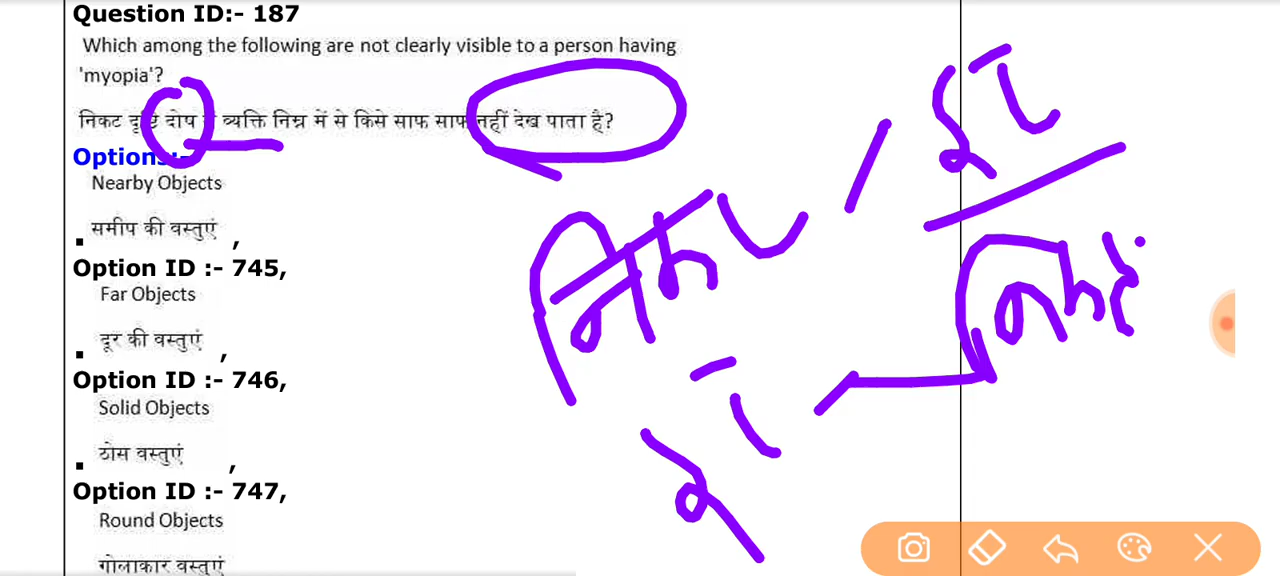 Question ID:- 187
Which among the following are not clearly visible to a person having
'myopia'?
निकट दृष्टि दोष व्यक्ति निम्न में से किसे साफ साफ नहीं देख पाता है?
Options:-
Nearby Objects
समीप की वस्तुएं ,
Option ID :- 745,
Far Objects
दूर की वस्तुएं ,
Option ID :- 746,
Solid Objects
ठोस वस्तुएं ,
Option ID :- 747,
Round Objects
गोलाकार वस्तुएं
निकट